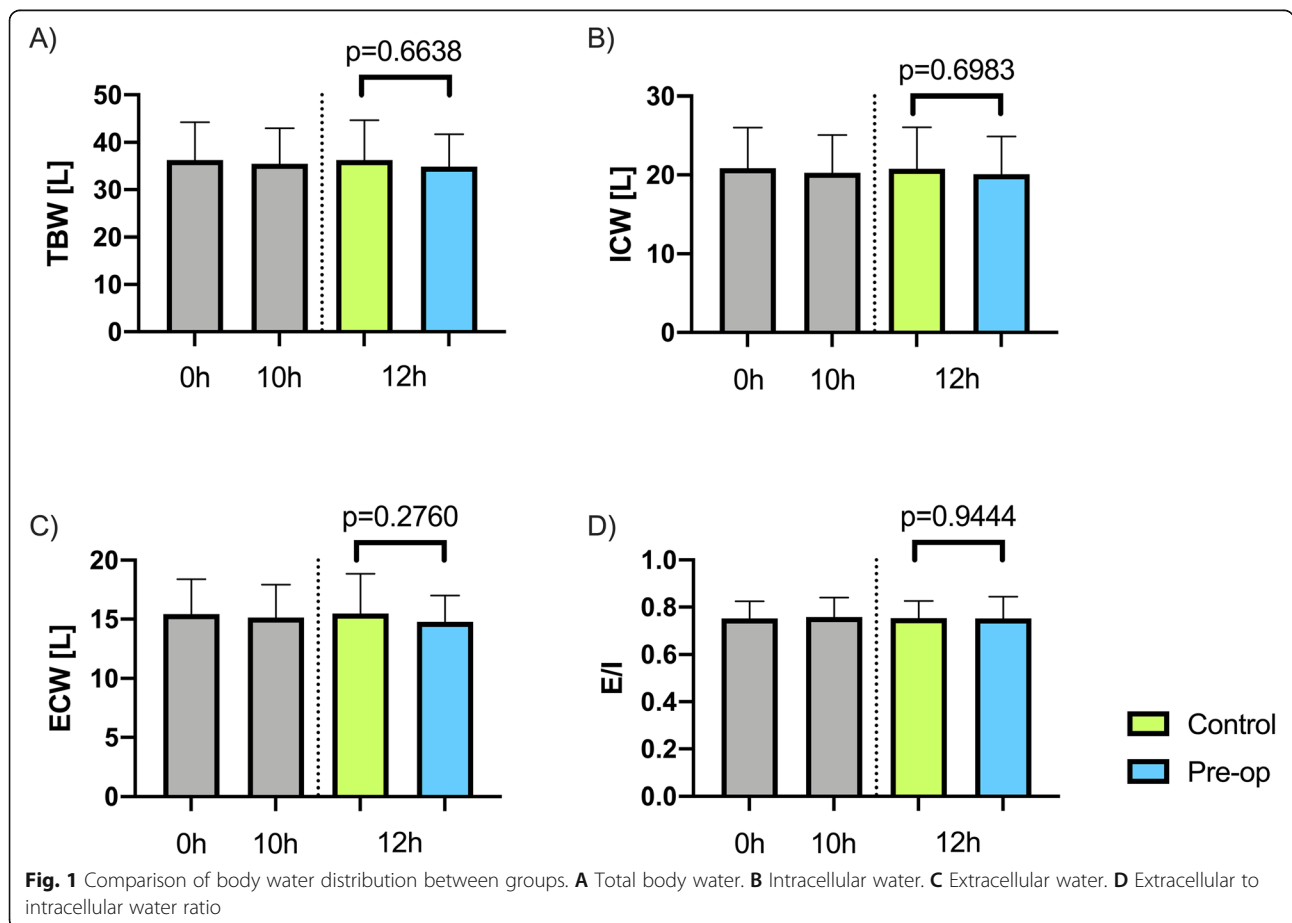 A)
p=0.6638
TBW [L]
50
40
30
20
10
0
0h 10h 12h
B)
p=0.6983
ICW [L]
30
20
10
0
0h 10h 12h
C)
p=0.2760
ECW [L]
20
15
10
5
0
0h 10h 12h
D)
p=0.9444
E/I
1.0
0.8
0.6
0.4
0.2
0.0
0h 10h 12h
Control
Pre-op
Fig. 1 Comparison of body water distribution between groups. A Total body water. B Intracellular water. C Extracellular water. D Extracellular to
intracellular water ratio